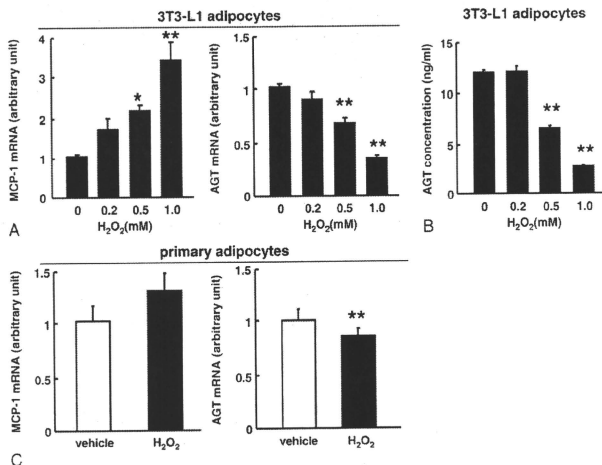 3T3-L1 adipocytes
MCP-1 mRNA (arbitrary unit)
4
3
2
1
0
*
**
0 0.2 0.5 1.0
H₂O₂(mM)
AGT mRNA (arbitrary unit)
1.5
1
0.5
0
**
**
0 0.2 0.5 1.0
H₂O₂(mM)
A
3T3-L1 adipocytes
AGT concentration (ng/ml)
15
10
5
0
**
**
0 0.2 0.5 1.0
H₂O₂(mM)
B
primary adipocytes
MCP-1 mRNA (arbitrary unit)
1.5
1
0.5
vehicle H₂O₂
AGT mRNA (arbitrary unit)
1.5
1
0.5
0
**
vehicle H₂O₂
C